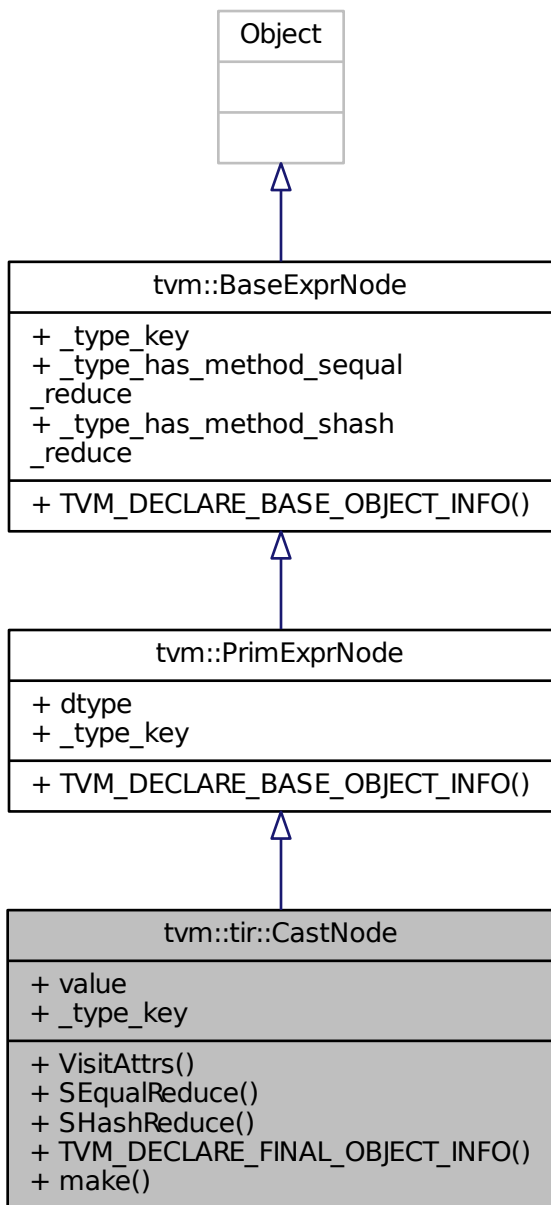 Object
tvm::BaseExprNode
+ _type_key
+ _type_has_method_sequal
_reduce
+ _type_has_method_shash
_reduce
+ TVM_DECLARE_BASE_OBJECT_INFO()
tvm::PrimExprNode
+ dtype
+ _type_key
+ TVM_DECLARE_BASE_OBJECT_INFO()
tvm::tir::CastNode
+ value
+ _type_key
+ VisitAttrs()
+ SEqualReduce()
+ SHashReduce()
+ TVM_DECLARE_FINAL_OBJECT_INFO()
+ make()